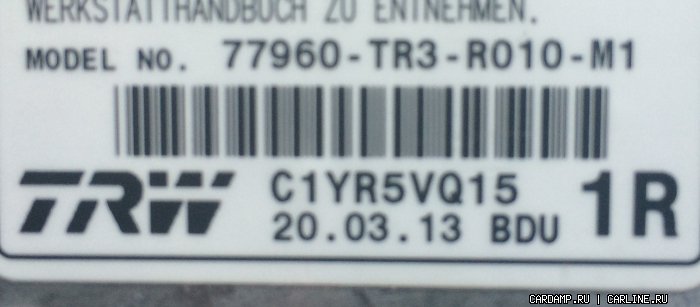 WERKSTATTHANDBUCH ZU ENTNEHMEN.
MODEL NO. 77960-TR3-R010-M1
TRW C1YR5VQ15 1R
20.03.13 BDU
CARDAMP.RU | CARLINE.RU